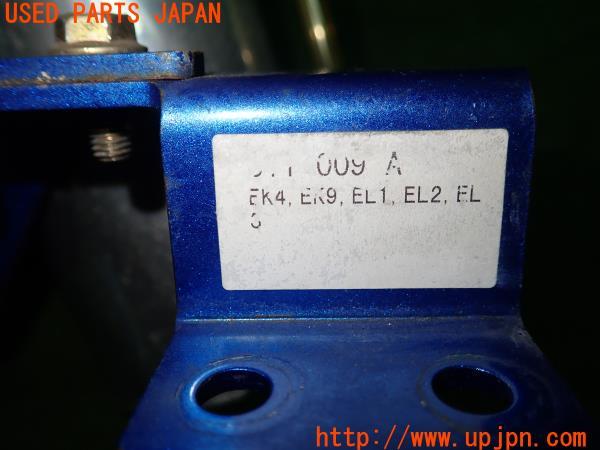 USED PARTS JAPAN
009 A
EK4, EK9, EL1, EL2, EL
3
http://www.upjpn.com/